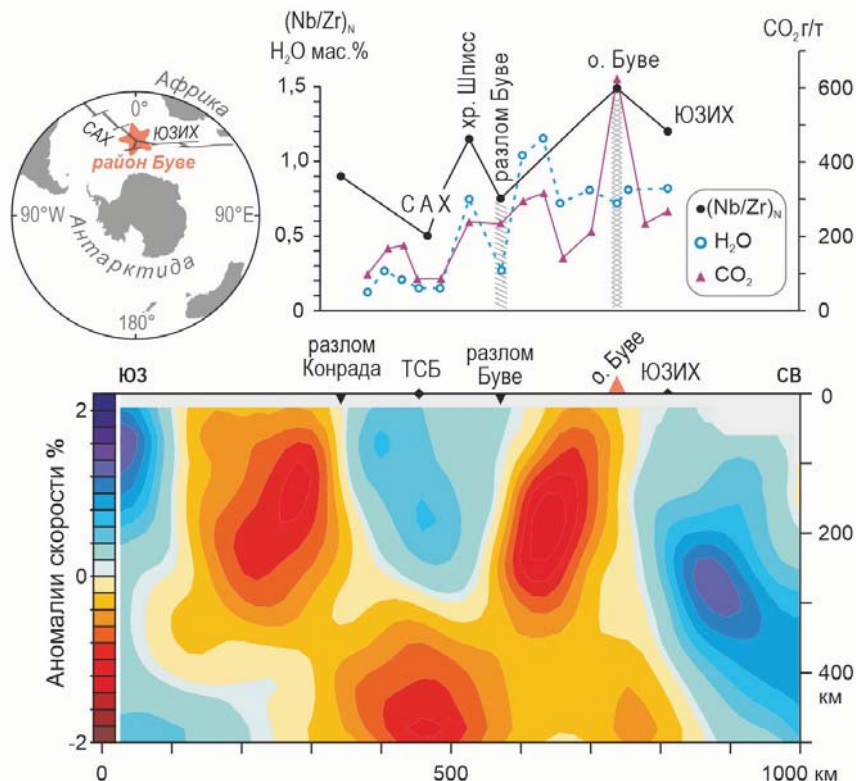 Африка
0°
САХ
ЮЗИХ
район Буве
90°W
90°E
Антарктида
180°
(Nb/Zr)N
H₂O мас.%
CO₂ г/т
1,5
1,0
0,5
0
600
400
200
0
хр. Шписс
разлом Буве
о. Буве
САХ
ЮЗИХ
(Nb/Zr)N
H₂O
CO₂
ЮЗ
разлом
Конрада
ТСБ
разлом
Буве
о. Буве
ЮЗИХ
СВ
Аномалии скорости %
2
0
-2
0
200
400
км
0
500
1000 км